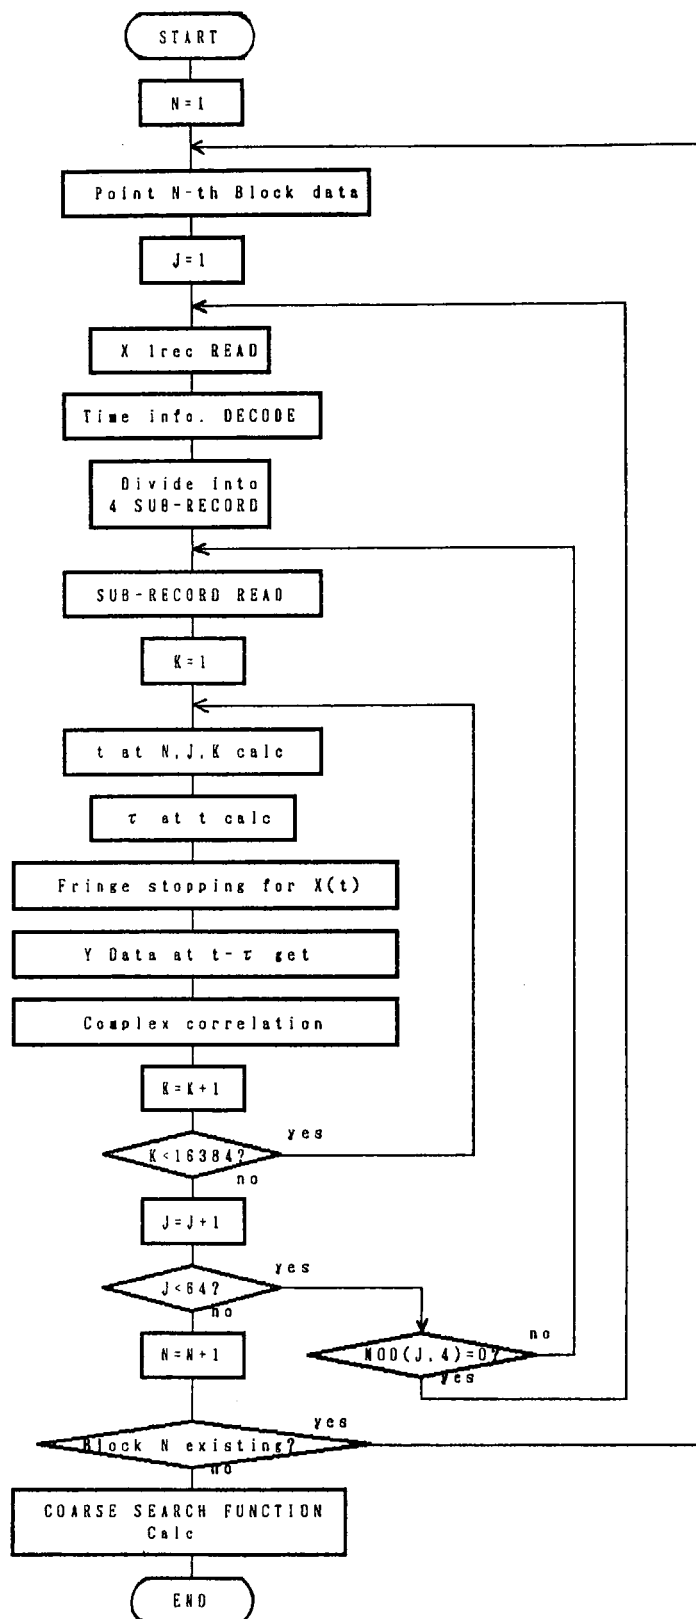 START
N=1
Point N-th Block data
J=1
X 1rec READ
Time info. DECODE
Divide into
4 SUB-RECORD
SUB-RECORD READ
K=1
t at N,J,K calc
τ at t calc
Fringe stopping for X(t)
Y Data at t-τ get
Complex correlation
K=K+1
yes
K<16384?
no
J=J+1
yes
J<64?
no
N=N+1
no
MOD(J,4)=0?
yes
yes
Block N existing?
no
COARSE SEARCH FUNCTION
Calc
END